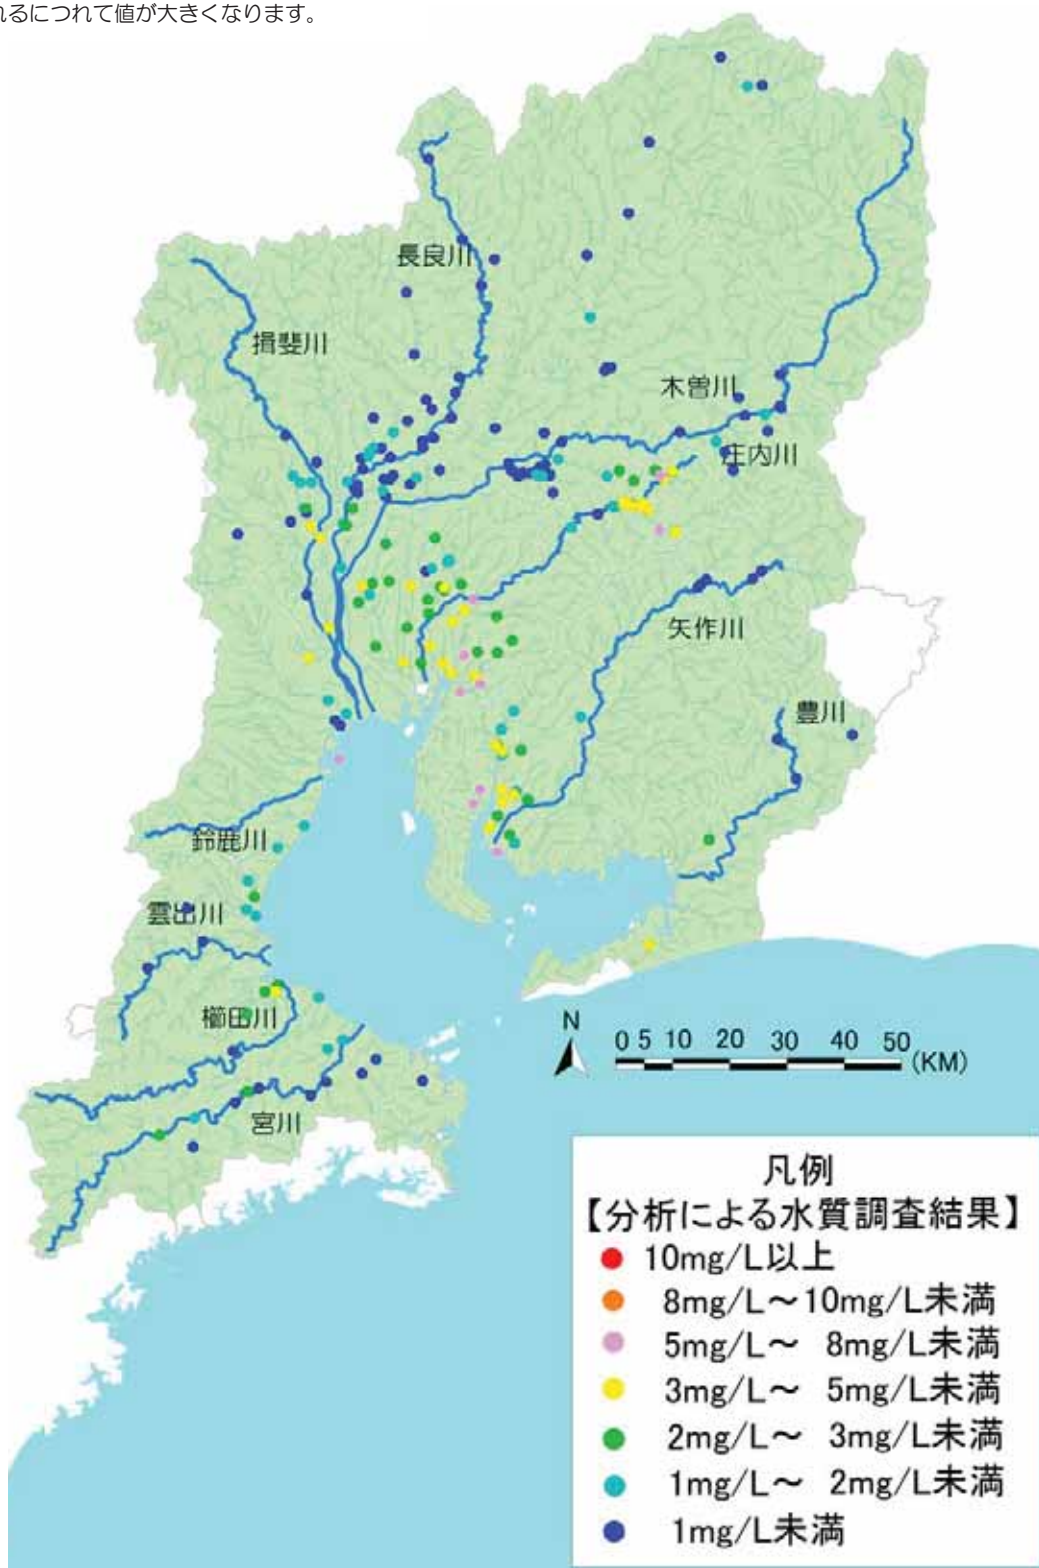 れるにつれて値が大きくなります。
長良川
揖斐川
木曽川
庄内川
矢作川
豊川
鈴鹿川
雲出川
櫛田川
宮川
N
0 5 10 20 30 40 50 (KM)
凡例
【分析による水質調査結果】
10mg/L以上
8mg/L～10mg/L未満
5mg/L～ 8mg/L未満
3mg/L～ 5mg/L未満
2mg/L～ 3mg/L未満
1mg/L～ 2mg/L未満
1mg/L未満